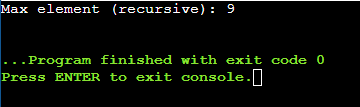 Max element (recursive): 9
...Program finished with exit code 0
Press ENTER to exit console.